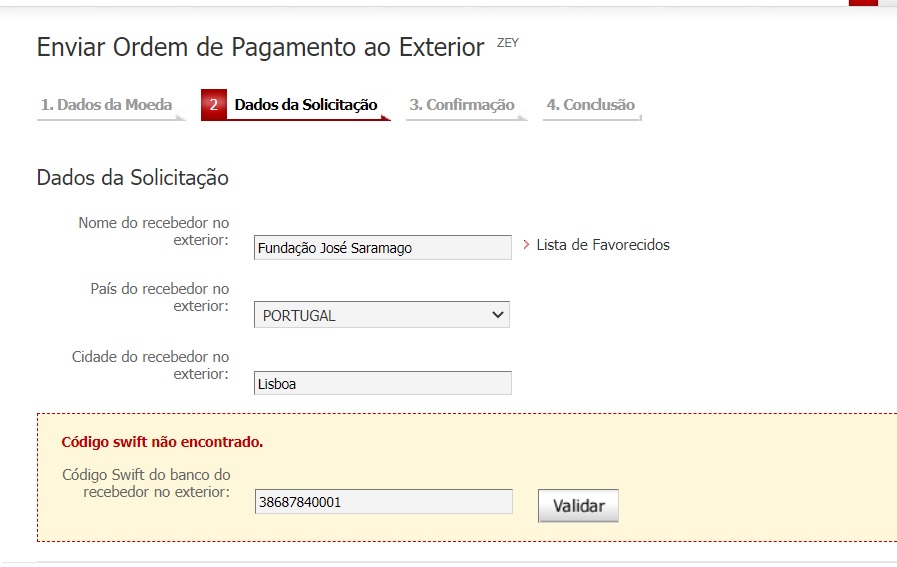 Enviar Ordem de Pagamento ao Exterior ZEY
1. Dados da Moeda 2 Dados da Solicitação 3. Confirmação 4. Conclusão
Dados da Solicitação
Nome do recebedor no
exterior:
Fundação José Saramago > Lista de Favorecidos
País do recebedor no
exterior:
PORTUGAL
Cidade do recebedor no
exterior:
Lisboa
Código swift não encontrado.
Código Swift do banco do
recebedor no exterior:
38687840001 Validar